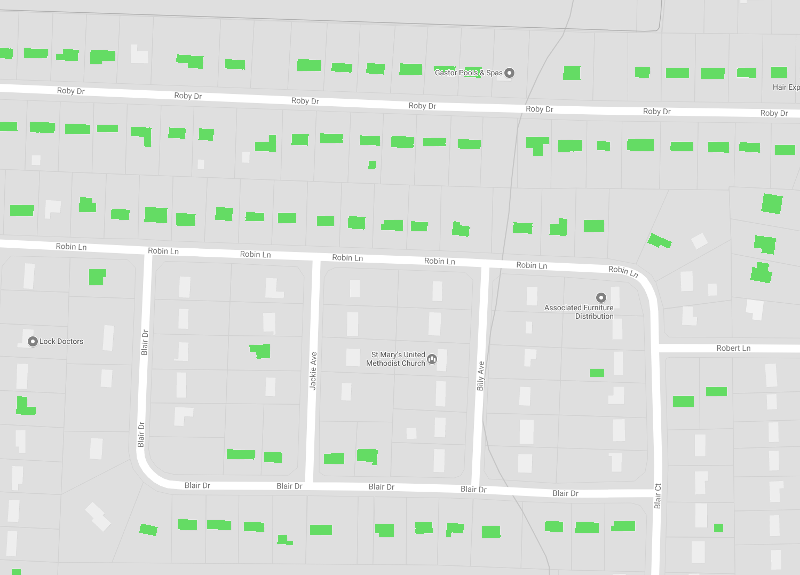 Castor Pools & Spas
Hair Exp
Roby Dr
Roby Dr
Roby Dr
Roby Dr
Roby Dr
Roby Dr
Roby Dr
Robin Ln
Robin Ln
Robin Ln
Robin Ln
Robin Ln
Robin Ln
Robin Ln
Associated Furniture
Distribution
Lock Doctors
Blair Dr
Jackie Ave
St Mary's United
Methodist Church
Billy Ave
Robert Ln
Blair Dr
Blair Dr
Blair Dr
Blair Dr
Blair Dr
Blair Dr
Blair Ct